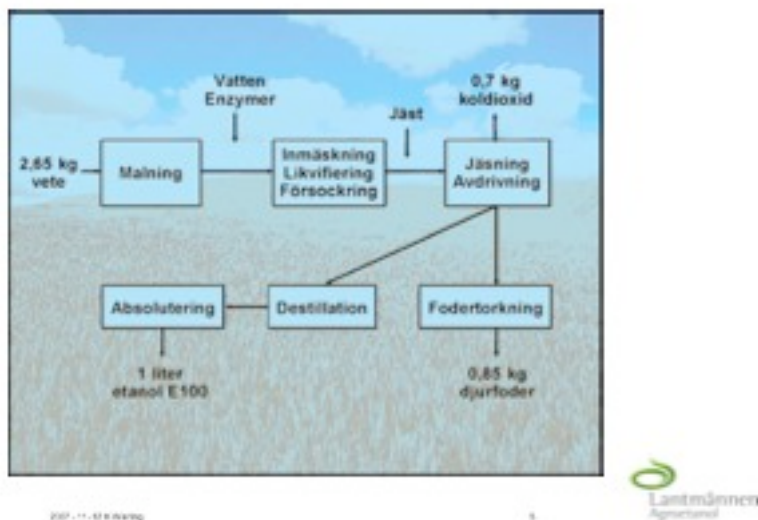 Vatten
Enzymer
0,7 kg
koldioxid
Jäst
2,65 kg
vete
Malning
Inmäskning
Likvifiering
Försockring
Jäsning
Avdrivning
Absolutering
Destillation
Fodertorkning
1 liter
etanol E100
0,85 kg
djurfoder
Lantmännen
Agroetanol